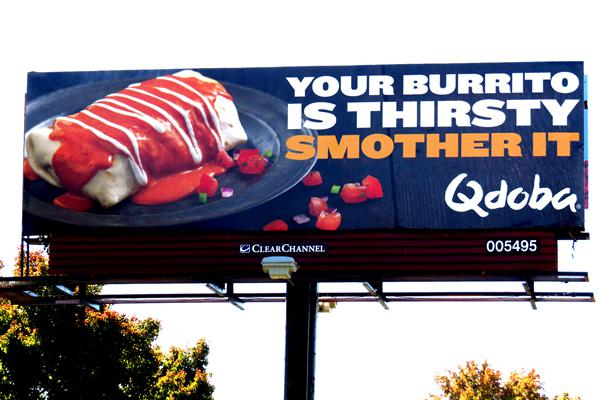 YOUR BURRITO
IS THIRSTY
SMOTHER IT
Qdoba®
CLEARCHANNEL
005495